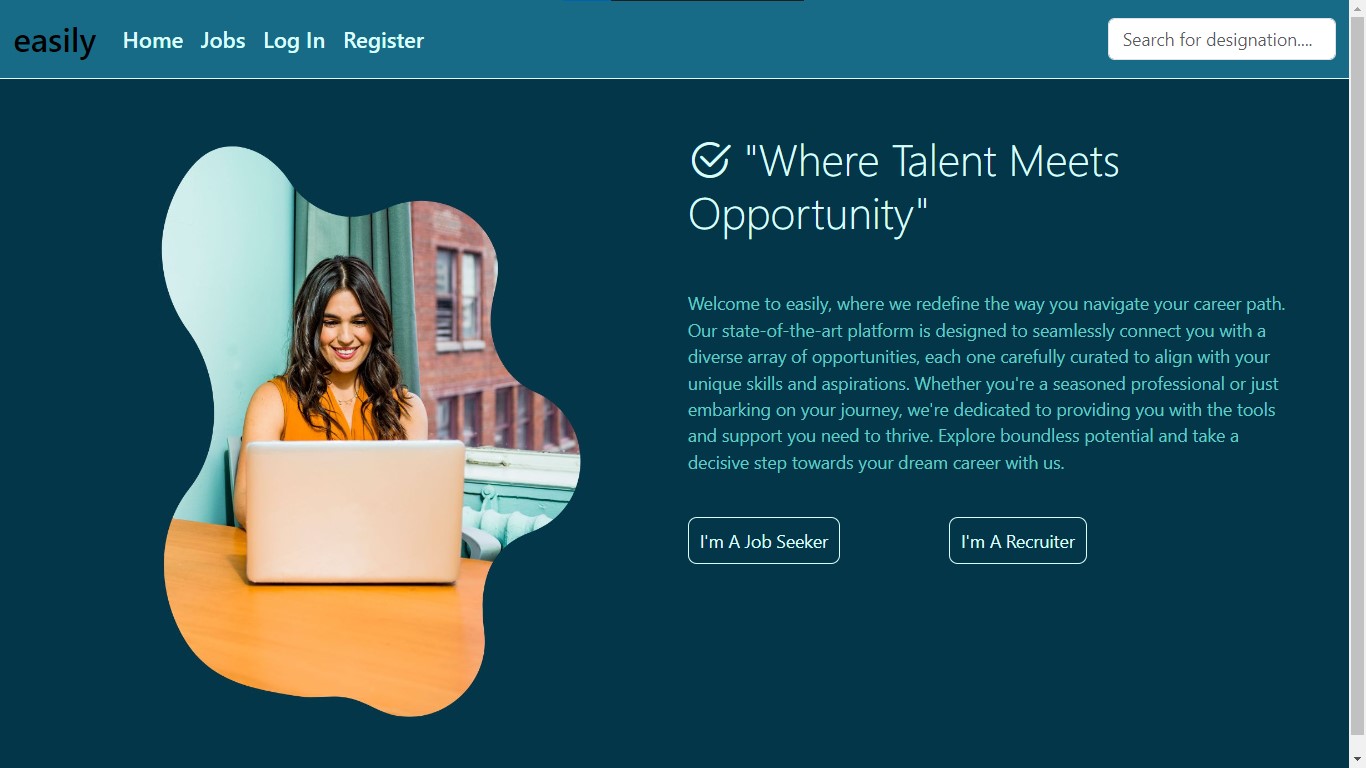 easily Home Jobs Log In Register Search for designation....
"Where Talent Meets
Opportunity"
Welcome to easily, where we redefine the way you navigate your career path.
Our state-of-the-art platform is designed to seamlessly connect you with a
diverse array of opportunities, each one carefully curated to align with your
unique skills and aspirations. Whether you're a seasoned professional or just
embarking on your journey, we're dedicated to providing you with the tools
and support you need to thrive. Explore boundless potential and take a
decisive step towards your dream career with us.
I'm A Job Seeker I'm A Recruiter